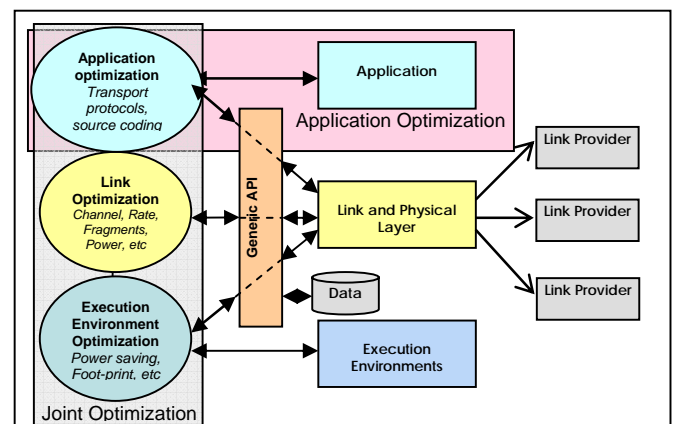 Application
optimization
Transport
protocols,
source coding
Application
Application Optimization
Link
Optimization
Channel, Rate,
Fragments,
Power, etc
Generic API
Link and Physical
Layer
Link Provider
Link Provider
Link Provider
Data
Execution
Environment
Optimization
Power saving,
Foot-print, etc
Execution
Environments
Joint Optimization